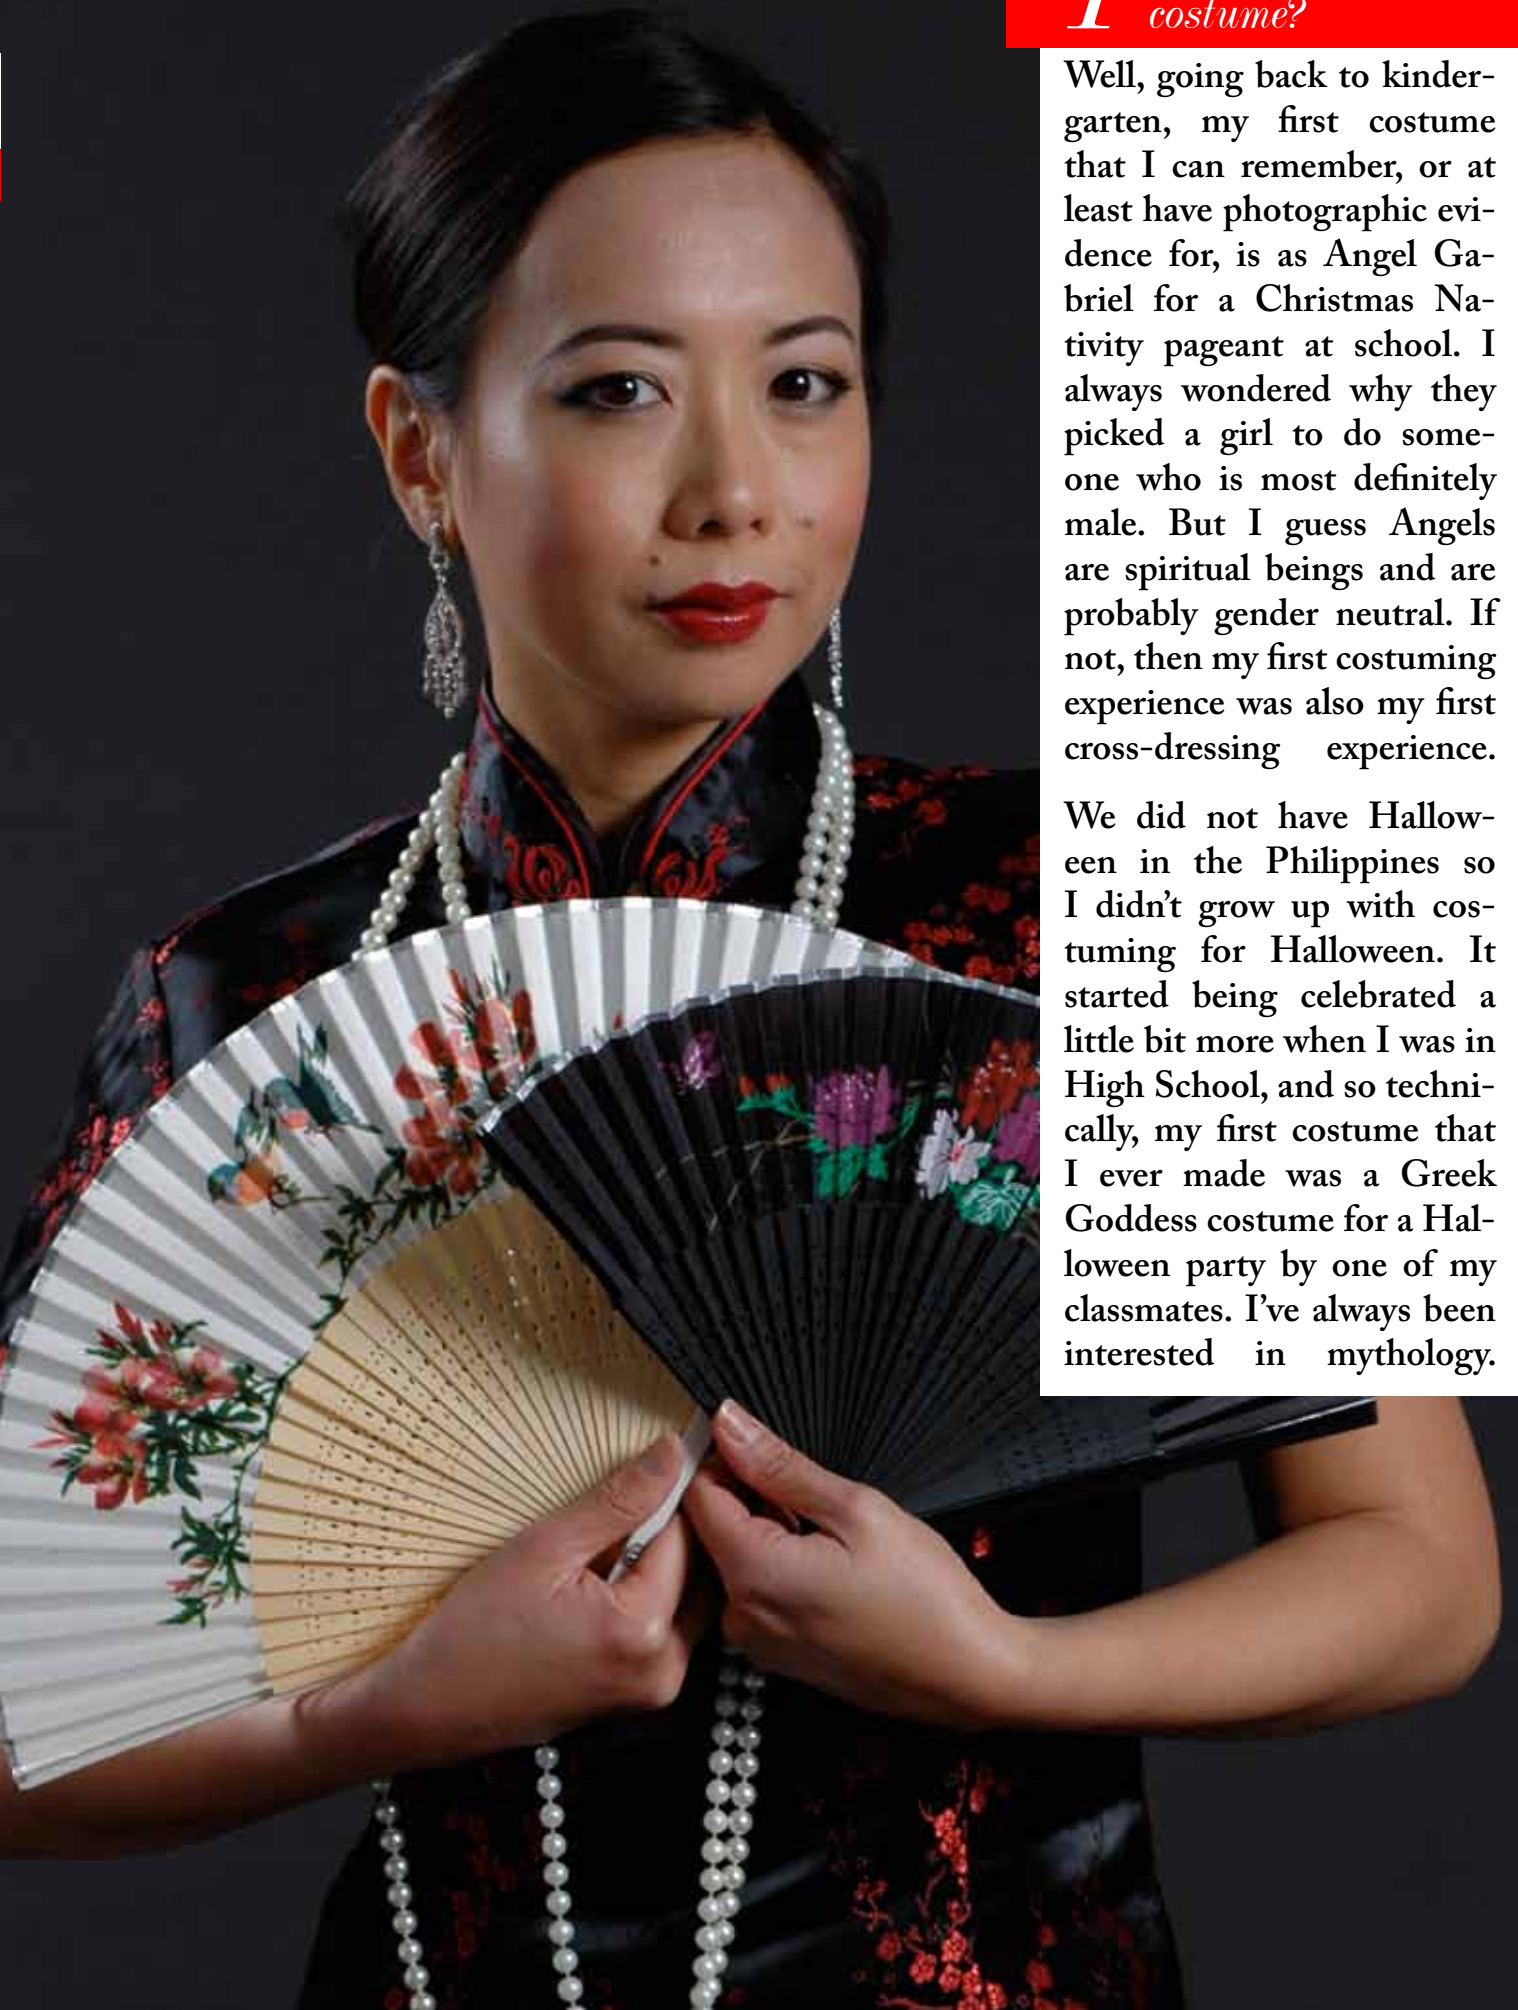 costume?
Well, going back to kinder-
garten, my first costume
that I can remember, or at
least have photographic evi-
dence for, is as Angel Ga-
briel for a Christmas Na-
tivity pageant at school. I
always wondered why they
picked a girl to do some-
one who is most definitely
male. But I guess Angels
are spiritual beings and are
probably gender neutral. If
not, then my first costuming
experience was also my first
cross-dressing experience.
We did not have Hallow-
een in the Philippines so
I didn’t grow up with cos-
tuming for Halloween. It
started being celebrated a
little bit more when I was in
High School, and so techni-
cally, my first costume that
I ever made was a Greek
Goddess costume for a Hal-
loween party by one of my
classmates. I’ve always been
interested in mythology.